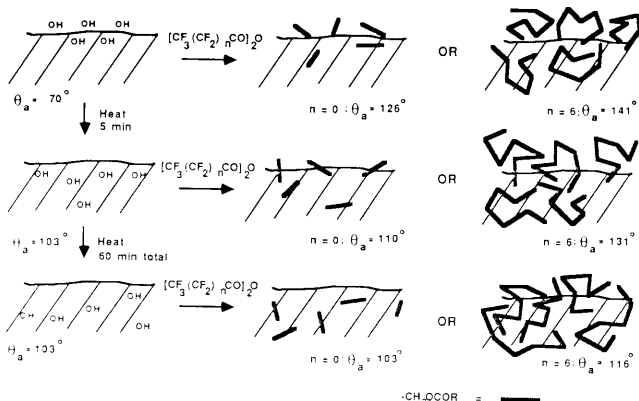 OH OH OH OH OH
[CF3(CF2)nCO]2O
OR
θa = 70°
n = 0 : θa = 126°
n = 6: θa = 141°
Heat
5 min
OH OH OH OH OH
[CF3(CF2)nCO]2O
OR
θa = 103°
n = 0: θa = 110°
n = 6: θa = 131°
Heat
60 min total
OH OH OH OH
[CF3(CF2)nCO]2O
OR
θa = 103°
n = 0: θa = 103°
n = 6: θa = 116°
-CH2OCOR =